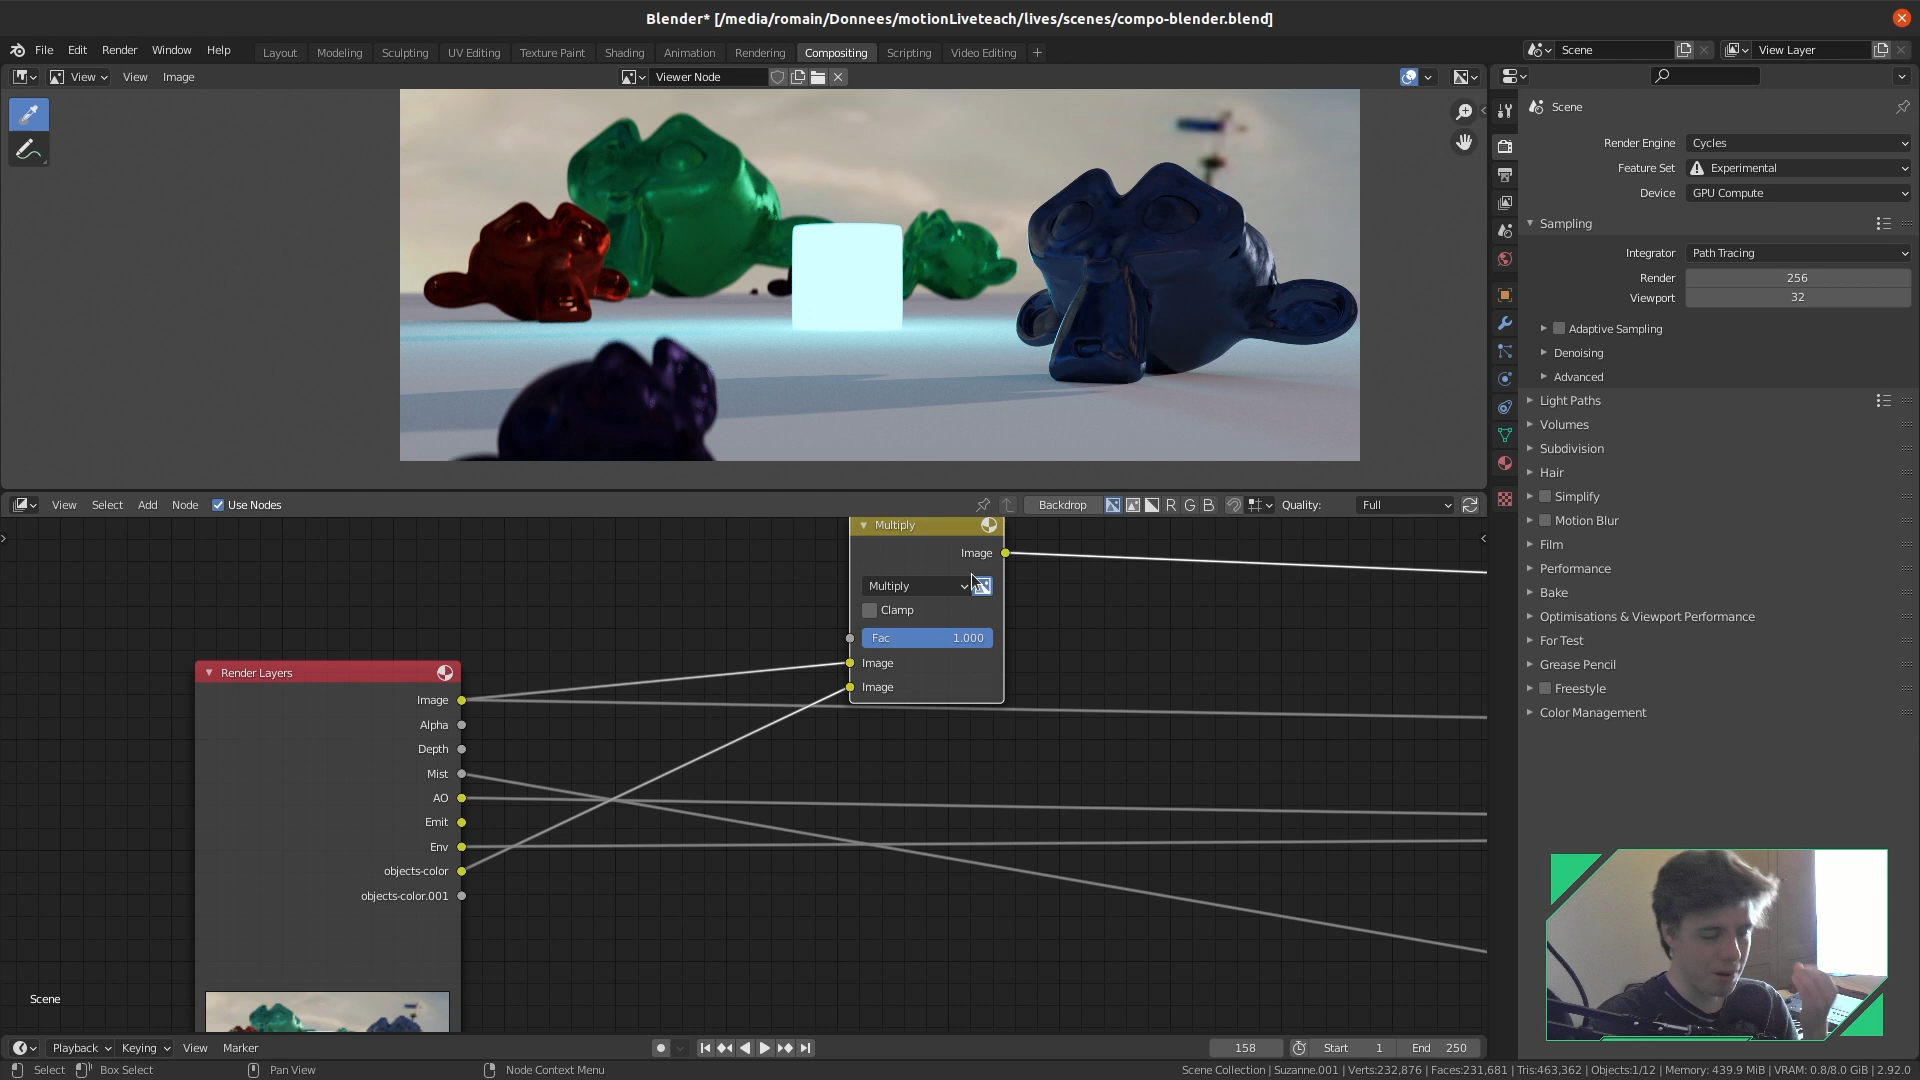 Blender* [/media/romain/Donnees/motionLiveteach/lives/scenes/compo-blender.blend]
File Edit Render Window Help Layout Modeling Sculpting UV Editing Texture Paint Shading Animation Rendering Compositing Scripting Video Editing + Scene View Layer
View View Image Viewer Node
Scene
Render Engine Cycles
Feature Set Experimental
Device GPU Compute
Sampling
Integrator Path Tracing
Render 256
Viewport 32
Adaptive Sampling
Denoising
Advanced
Light Paths
Volumes
Subdivision
Hair
Simplify
Motion Blur
Film
Performance
Bake
Optimisations & Viewport Performance
For Test
Grease Pencil
Freestyle
Color Management
View Select Add Node Use Nodes Backdrop R G B Quality: Full
Multiply
Image
Multiply
Clamp
Fac 1.000
Image
Image
Render Layers
Image
Alpha
Depth
Mist
AO
Emit
Env
objects-color
objects-color.001
Scene
Playback Keying View Marker 158 Start 1 End 250
Select Box Select Pan View Node Context Menu Scene Collection | Suzanne.001 | Verts:232,876 | Faces:231,681 | Tris:463,362 | Objects:1/12 | Memory: 439.9 MiB | VRAM: 0.8/8.0 GiB | 2.92.0